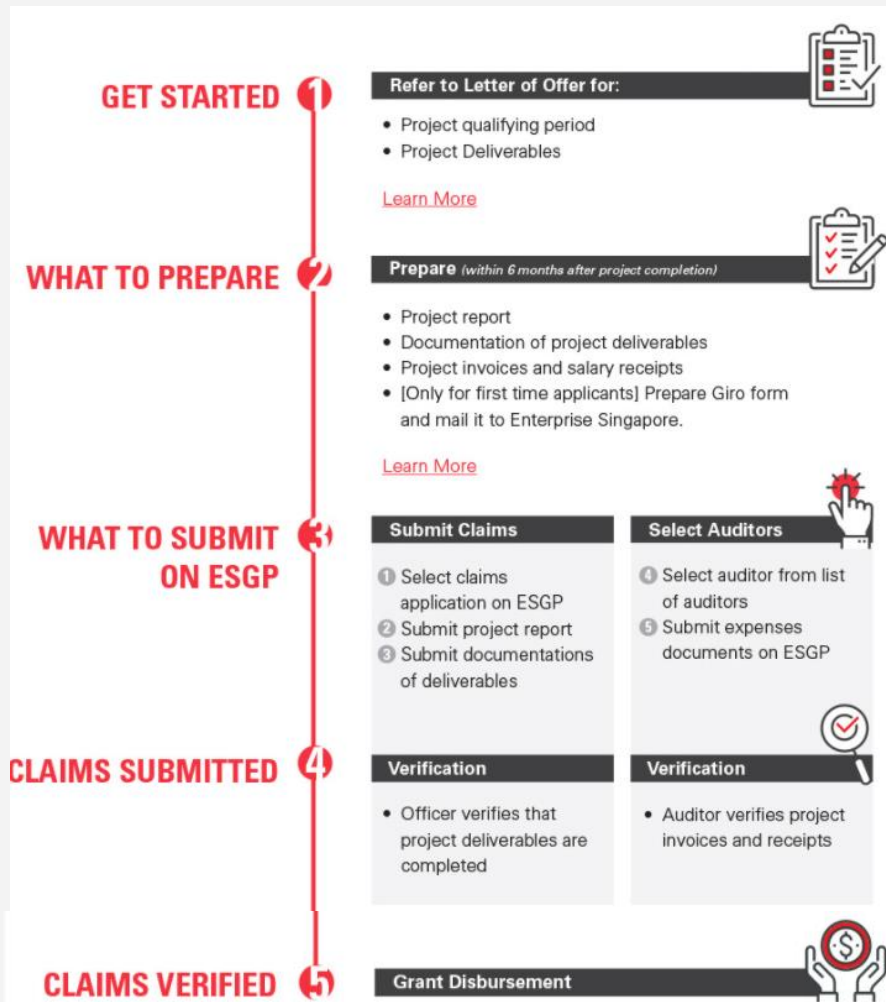 GET STARTED 1
Refer to Letter of Offer for:
• Project qualifying period
• Project Deliverables
Learn More
WHAT TO PREPARE 2
Prepare (within 6 months after project completion)
• Project report
• Documentation of project deliverables
• Project invoices and salary receipts
• [Only for first time applicants] Prepare Giro form
and mail it to Enterprise Singapore.
Learn More
WHAT TO SUBMIT 3
ON ESGP
Submit Claims
1 Select claims
application on ESGP
2 Submit project report
3 Submit documentations
of deliverables
Select Auditors
4 Select auditor from list
of auditors
5 Submit expenses
documents on ESGP
CLAIMS SUBMITTED 4
Verification
• Officer verifies that
project deliverables are
completed
Verification
• Auditor verifies project
invoices and receipts
CLAIMS VERIFIED 5
Grant Disbursement
$